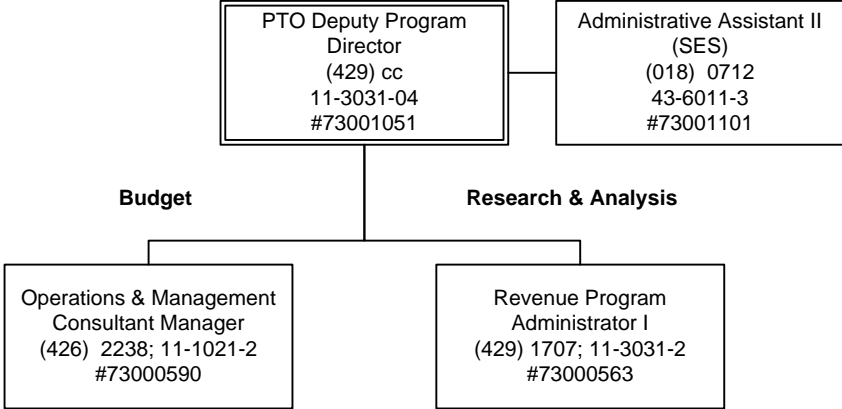 PTO Deputy Program
Director
(429) cc
11-3031-04
#73001051
Administrative Assistant II
(SES)
(018)  0712
43-6011-3
#73001101
Budget
Research & Analysis
Operations & Management
Consultant Manager
(426)  2238; 11-1021-2
#73000590
Revenue Program
Administrator I
(429) 1707; 11-3031-2
#73000563